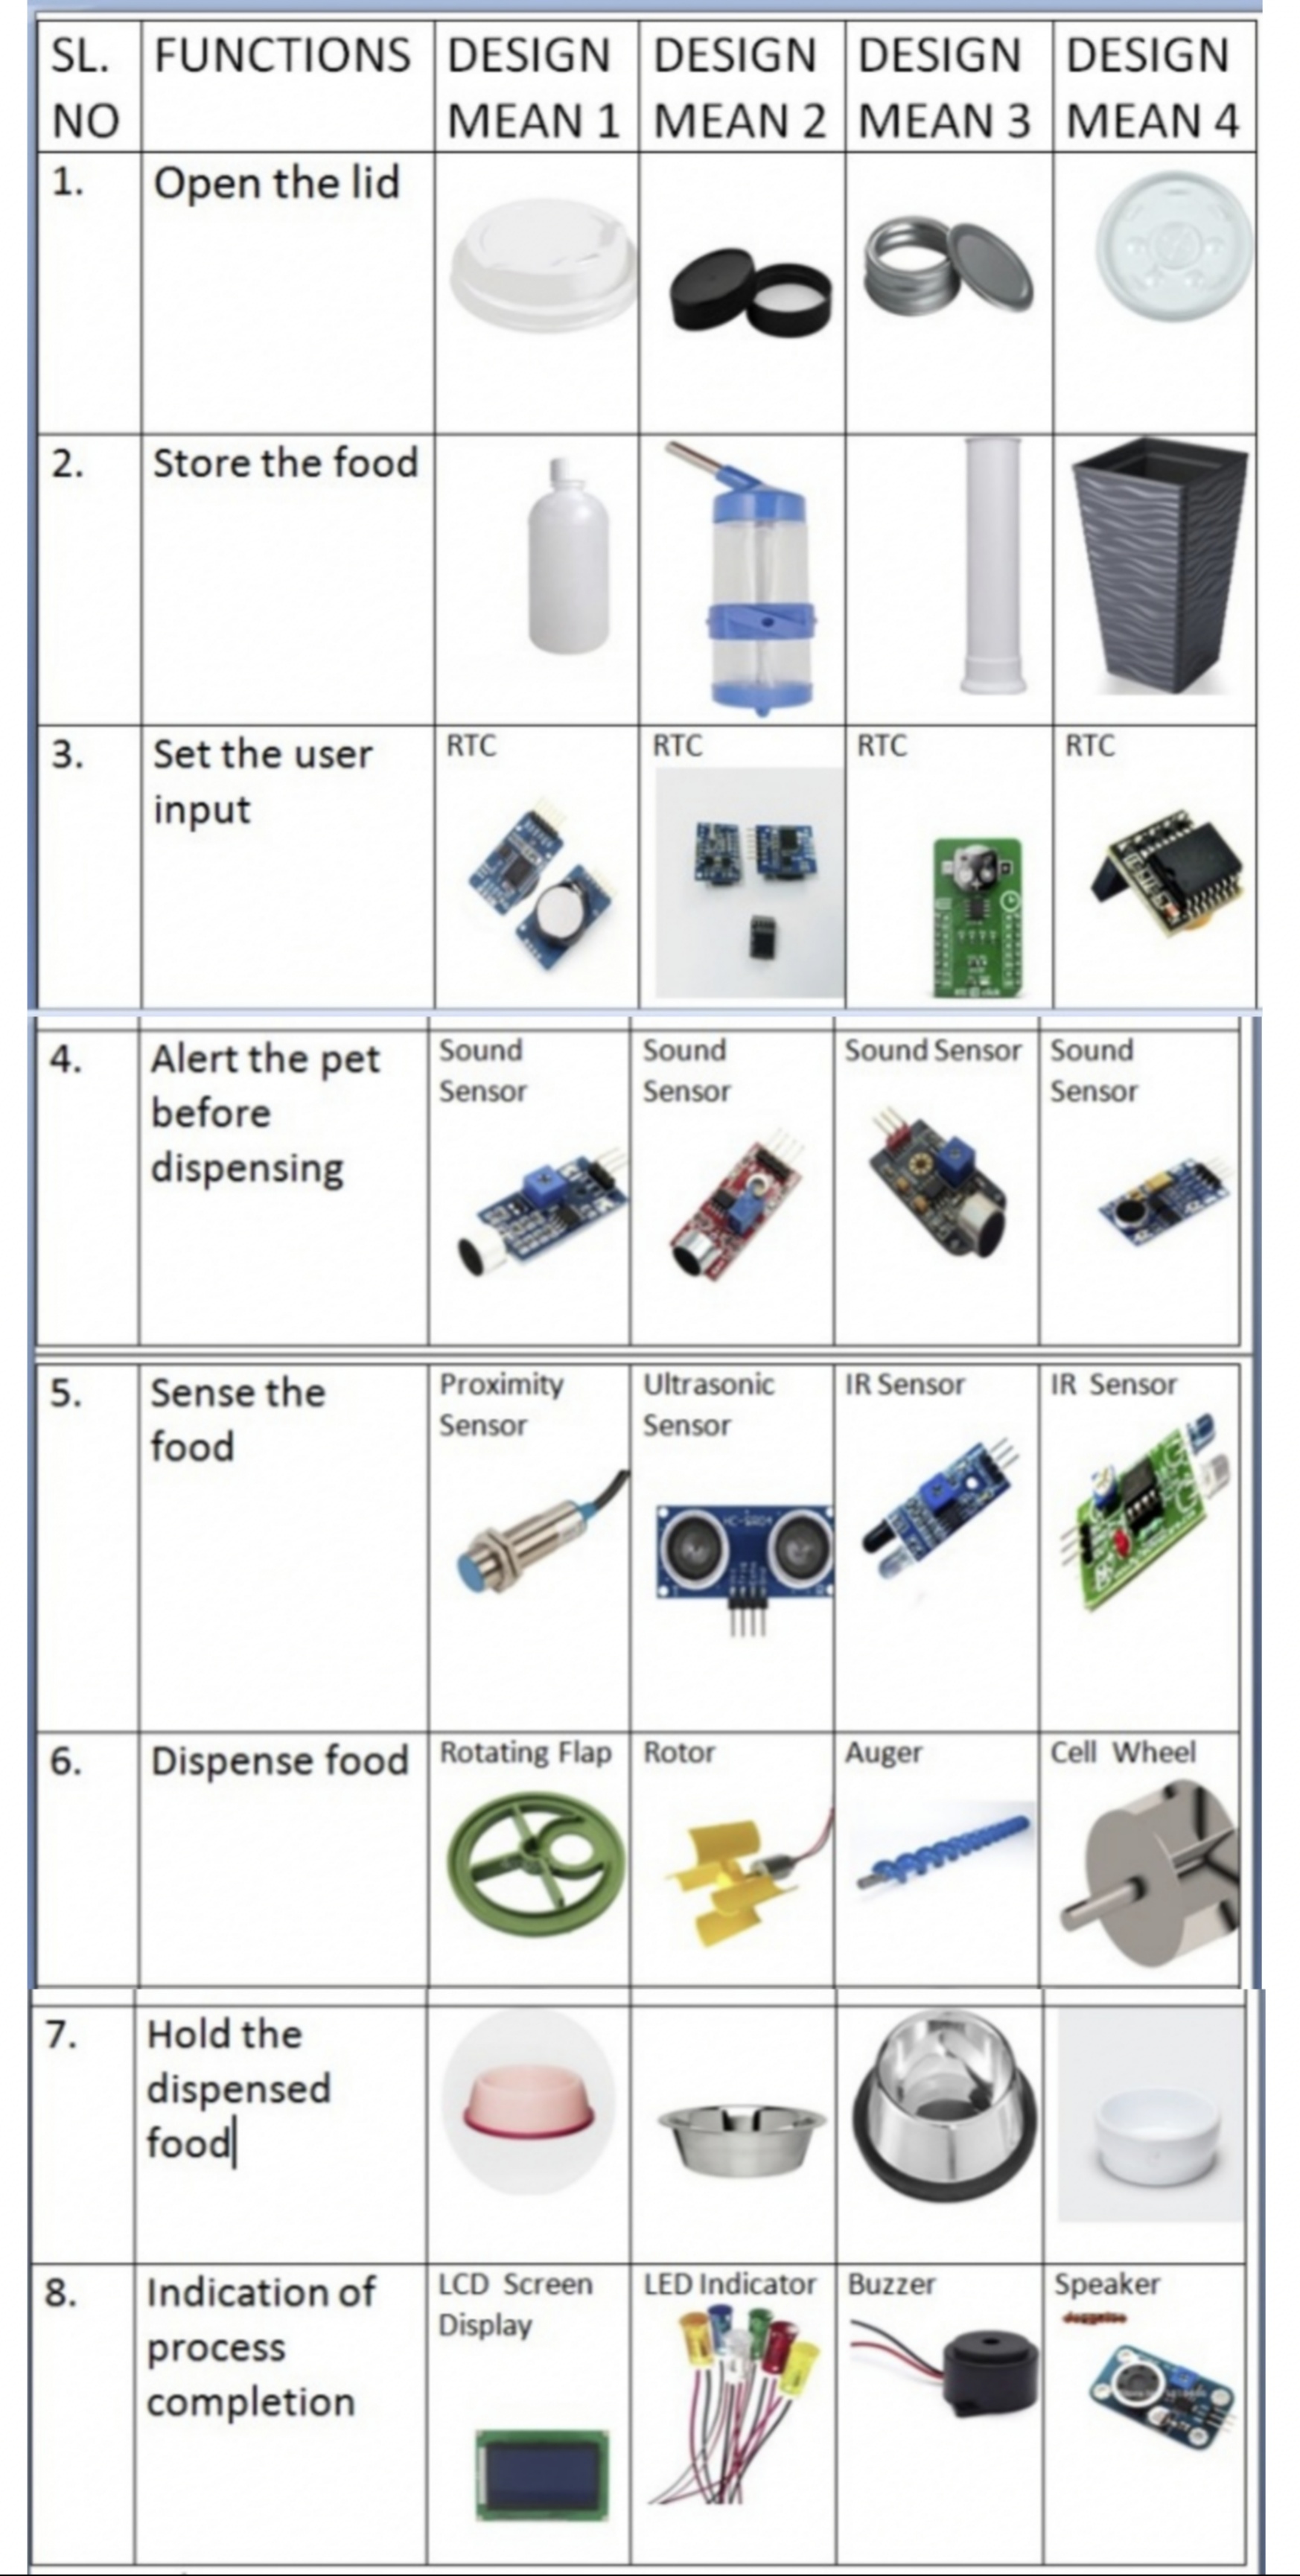 SL. NO
FUNCTIONS
DESIGN MEAN 1
DESIGN MEAN 2
DESIGN MEAN 3
DESIGN MEAN 4
1.
Open the lid
2.
Store the food
3.
Set the user
input
RTC
RTC
RTC
RTC
4.
Alert the pet
before
dispensing
Sound
Sensor
Sound
Sensor
Sound Sensor
Sound
Sensor
5.
Sense the
food
Proximity
Sensor
Ultrasonic
Sensor
HC-SR04
IR Sensor
IR Sensor
6.
Dispense food
Rotating Flap
Rotor
Auger
Cell Wheel
7.
Hold the
dispensed
food
8.
Indication of
process
completion
LCD Screen
Display
LED Indicator
Buzzer
Speaker